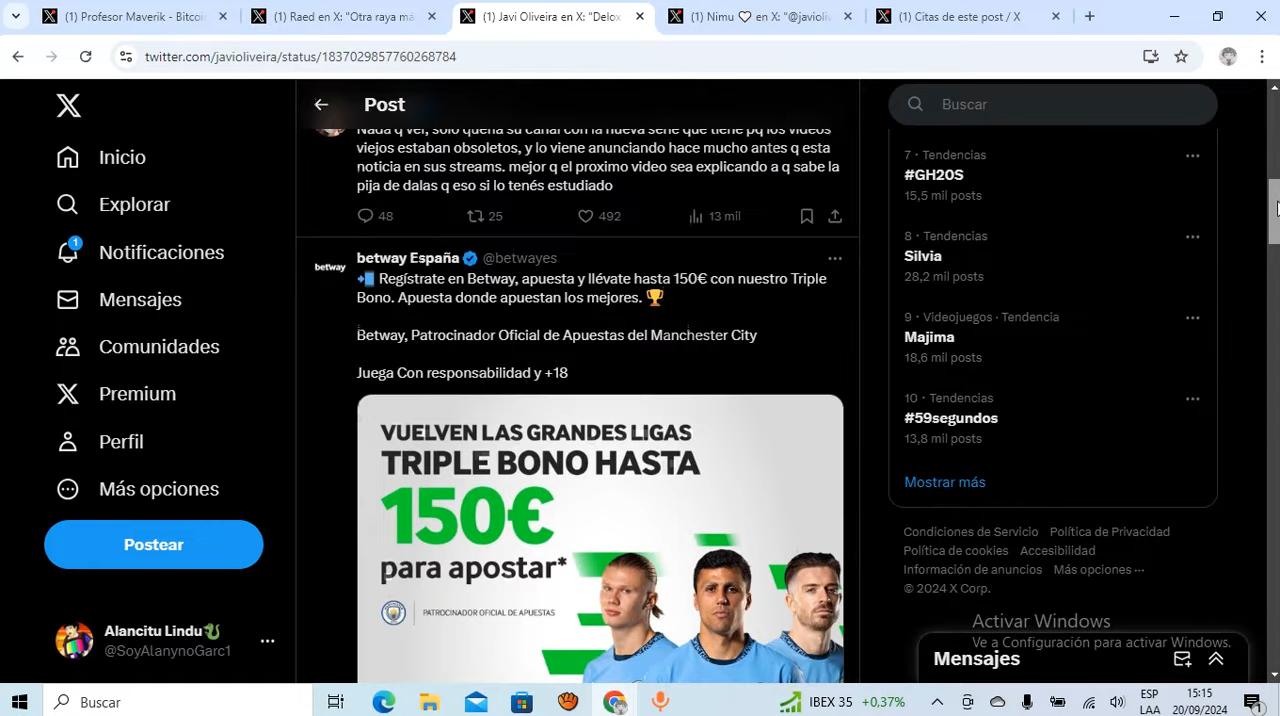 (1) Profesor Maverik - Bitcoi
(1) Raed en X: "Otra raya má
(1) Javi Oliveira en X: "Delox
(1) Nimu 🤍 en X: "@javioliv
(1) Citas de este post / X
twitter.com/javioliveira/status/1837029857760268784
Inicio
Explorar
1
Notificaciones
Mensajes
Comunidades
Premium
Perfil
Más opciones
Postear
Alancitu Lindu🐉
@SoyAlanynoGarc1
Post
Nada q ver, solo quería su canal con la nueva serie que tiene pq los videos
viejos estaban obsoletos, y lo viene anunciando hace mucho antes q esta
noticia en sus streams. mejor q el proximo video sea explicando a q sabe la
pija de dalas q eso si lo tenés estudiado
48 25 492 13 mil
betway España @betwayes
📲 Regístrate en Betway, apuesta y llévate hasta 150€ con nuestro Triple
Bono. Apuesta donde apuestan los mejores. 🏆
Betway, Patrocinador Oficial de Apuestas del Manchester City
Juega Con responsabilidad y +18
betway
VUELVEN LAS GRANDES LIGAS
TRIPLE BONO HASTA
150€
para apostar*
PATROCINADOR OFICIAL DE APUESTAS
Buscar
7 · Tendencias
#GH20S
15,5 mil posts
8 · Tendencias
Silvia
28,2 mil posts
9 · Videojuegos · Tendencia
Majima
18,6 mil posts
10 · Tendencias
#59segundos
13,8 mil posts
Mostrar más
Condiciones de Servicio Política de Privacidad
Política de cookies Accesibilidad
Información de anuncios Más opciones ···
© 2024 X Corp.
Activar Windows
Ve a Configuración para activar Windows.
Mensajes
Buscar
IBEX 35 +0,37%
ESP
LAA
15:15
20/09/2024
1